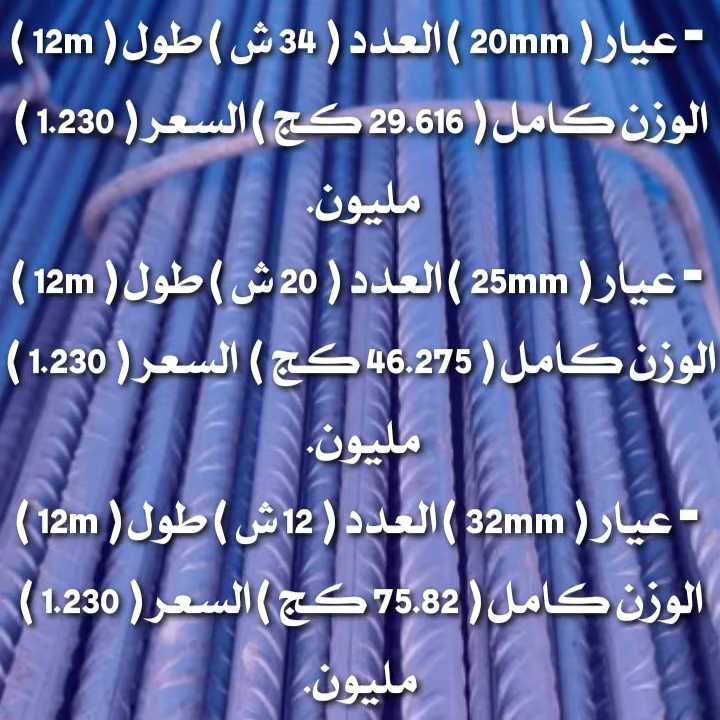 - عيار( 20mm )العدد ( 34 ش )طول( 12m )
الوزن كامل( 29.616 كج )السعر( 1.230 )
مليون.
- عيار( 25mm )العدد ( 20 ش )طول( 12m )
الوزن كامل( 46.275 كج ) السعر( 1.230 )
مليون.
- عيار( 32mm )العدد ( 12 ش )طول( 12m )
الوزن كامل( 75.82 كج )السعر( 1.230 )
مليون.